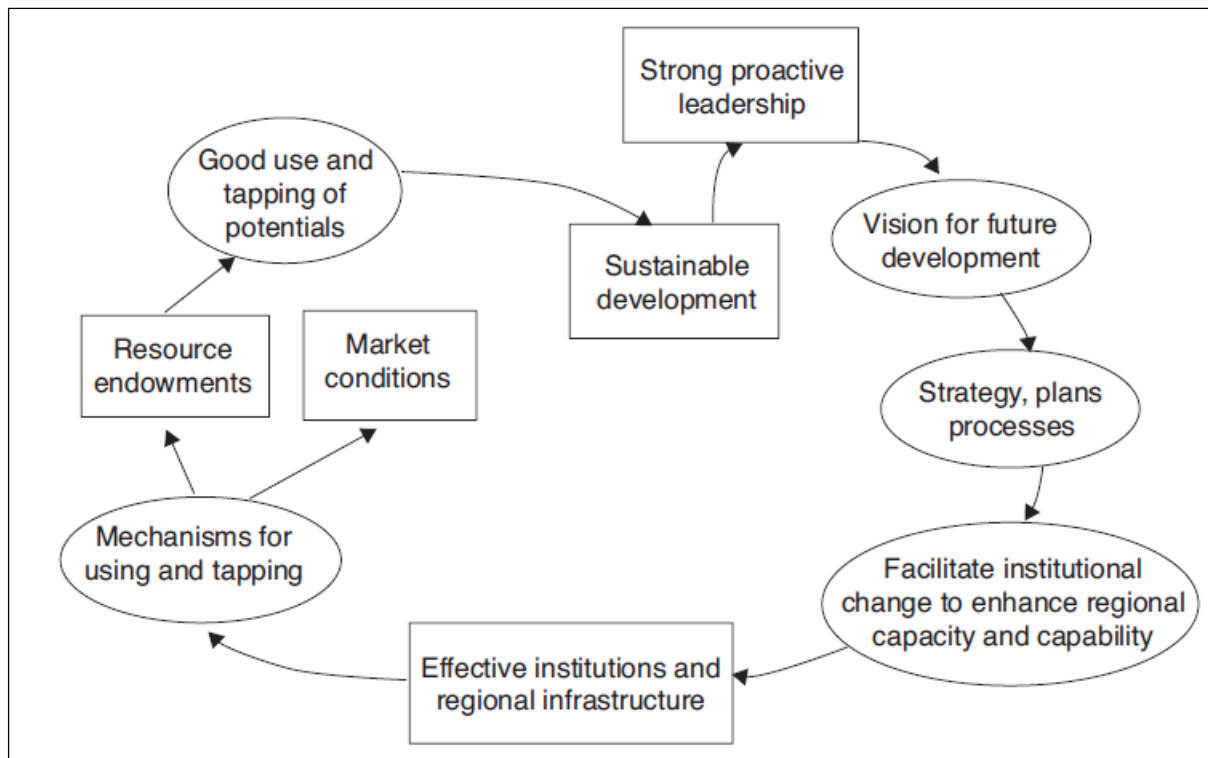 Strong proactive
leadership
Good use and
tapping of
potentials
Vision for future
development
Sustainable
development
Resource
endowments
Market
conditions
Strategy, plans
processes
Mechanisms for
using and tapping
Facilitate institutional
change to enhance regional
capacity and capability
Effective institutions and
regional infrastructure